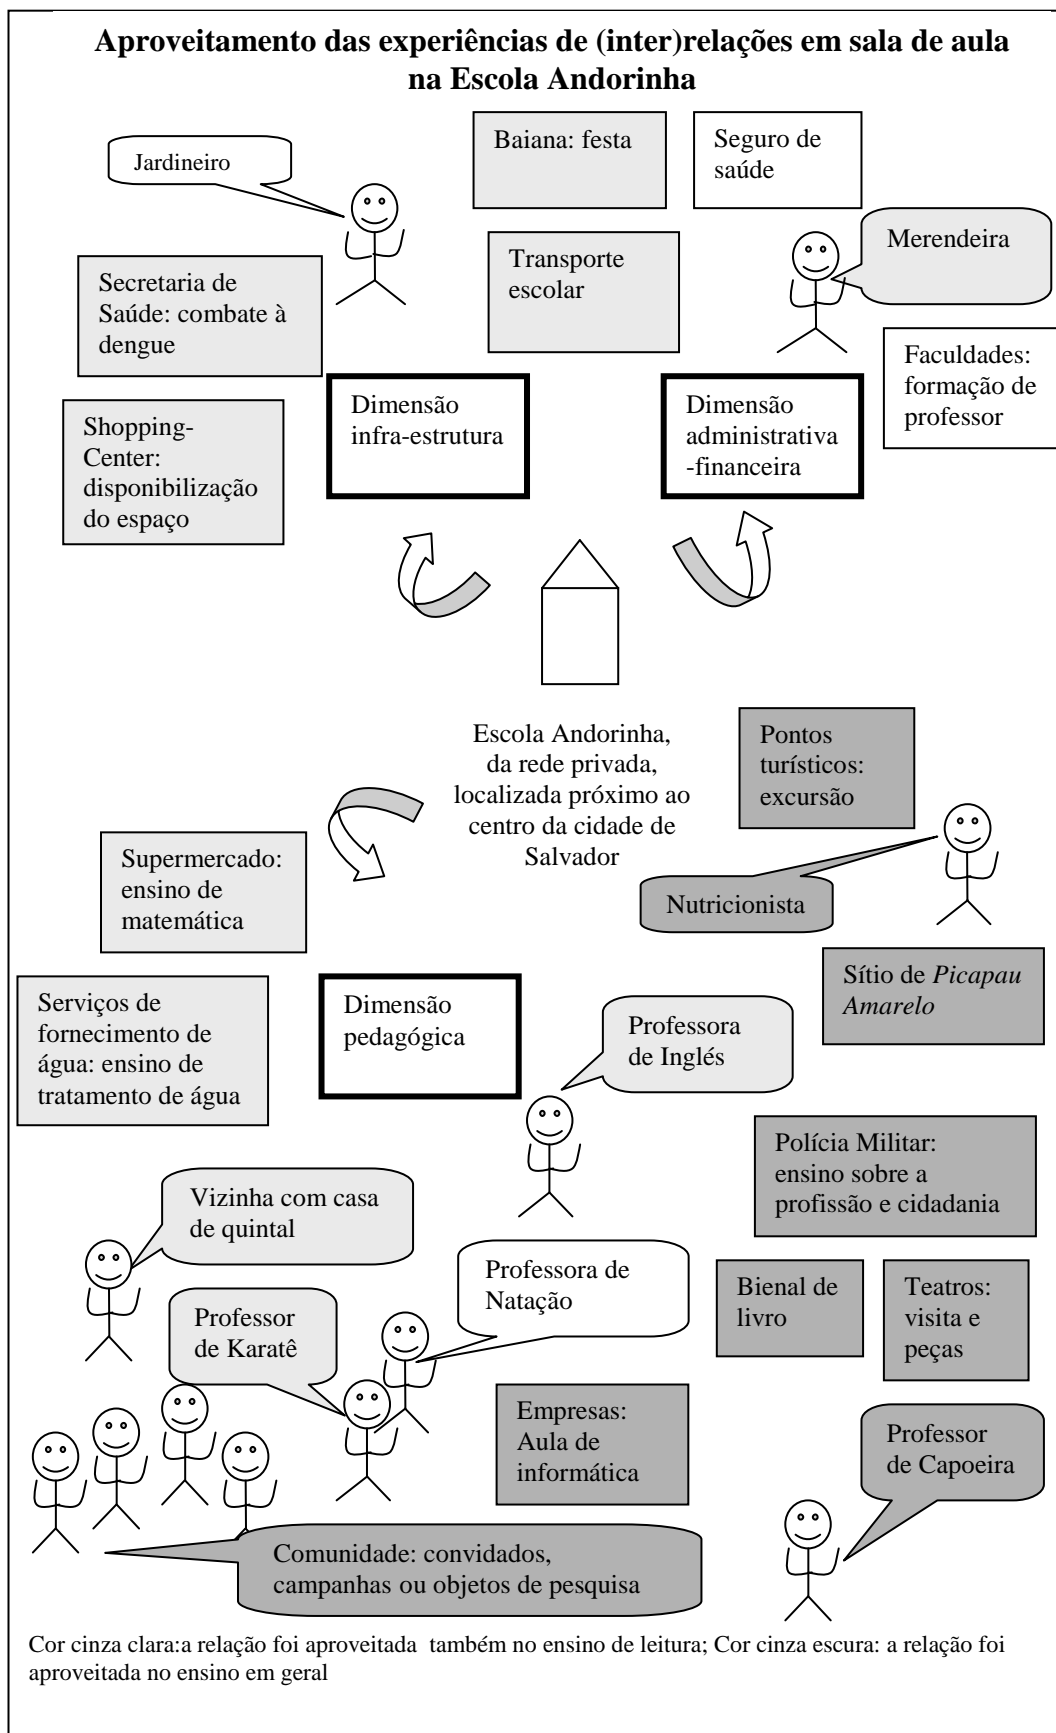 Aproveitamento das experiências de (inter)relações em sala de aula
na Escola Andorinha
Jardineiro
Baiana: festa
Seguro de
saúde
Merendeira
Secretaria de
Saúde: combate à
dengue
Transporte
escolar
Faculdades:
formação de
professor
Shopping-
Center:
disponibilização
do espaço
Dimensão
infra-estrutura
Dimensão
administrativa
-financeira
Escola Andorinha,
da rede privada,
localizada próximo ao
centro da cidade de
Salvador
Pontos
turísticos:
excursão
Supermercado:
ensino de
matemática
Nutricionista
Sítio de Picapau
Amarelo
Serviços de
fornecimento de
água: ensino de
tratamento de água
Dimensão
pedagógica
Professora
de Inglés
Polícia Militar:
ensino sobre a
profissão e cidadania
Vizinha com casa
de quintal
Professora de
Natação
Bienal de
livro
Teatros:
visita e
peças
Professor
de Karatê
Empresas:
Aula de
informática
Professor
de Capoeira
Comunidade: convidados,
campanhas ou objetos de pesquisa
Cor cinza clara:a relação foi aproveitada  também no ensino de leitura; Cor cinza escura: a relação foi
aproveitada no ensino em geral